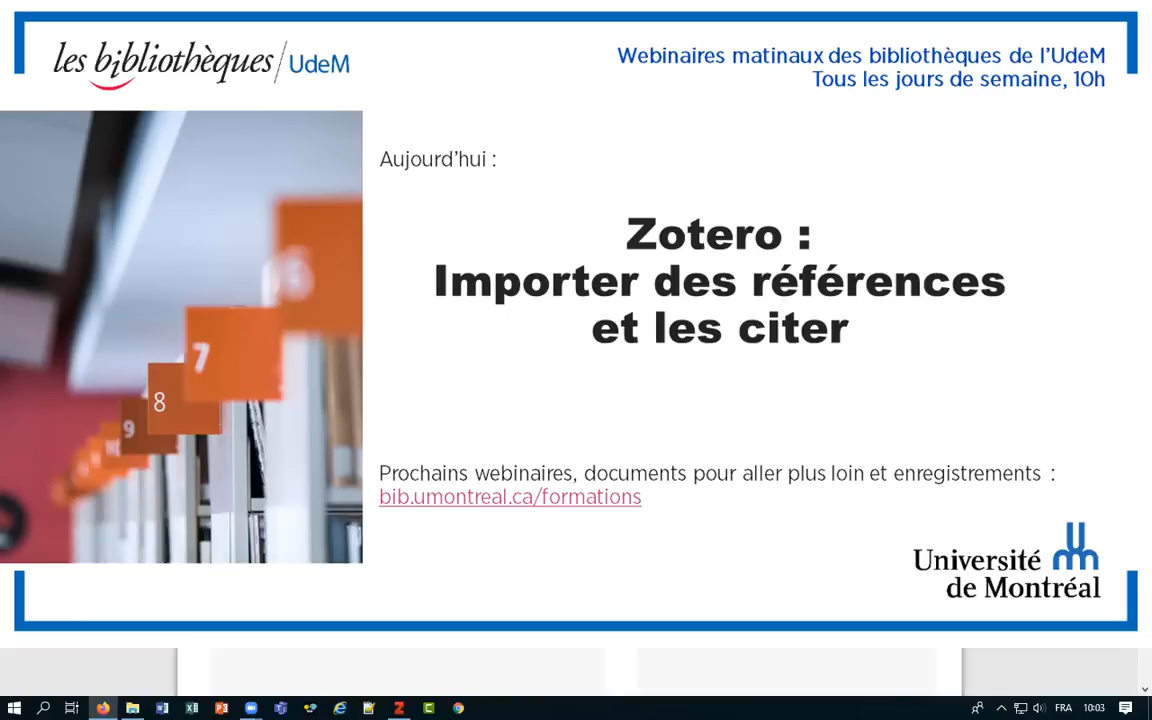 les bibliothèques/UdeM
Webinaires matinaux des bibliothèques de l'UdeM
Tous les jours de semaine, 10h
Aujourd'hui :
Zotero :
Importer des références
et les citer
6
7
8
9
10
Prochains webinaires, documents pour aller plus loin et enregistrements :
bib.umontreal.ca/formations
Université
de Montréal
FRA
10:03